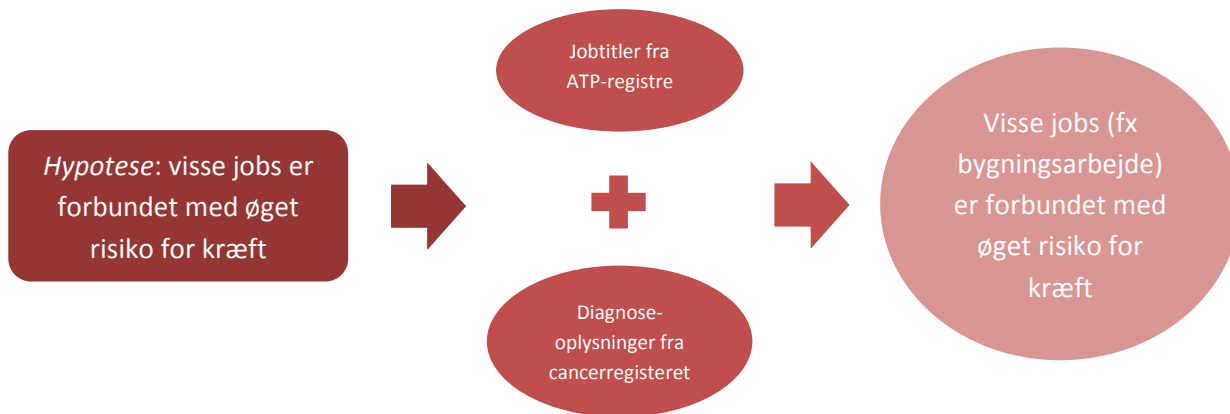 Hypotese: visse jobs er
forbundet med øget
risiko for kræft
Jobtitler fra
ATP-registre
Diagnose-
oplysninger fra
cancerregisteret
Visse jobs (fx
bygningsarbejde)
er forbundet med
øget risiko for
kræft